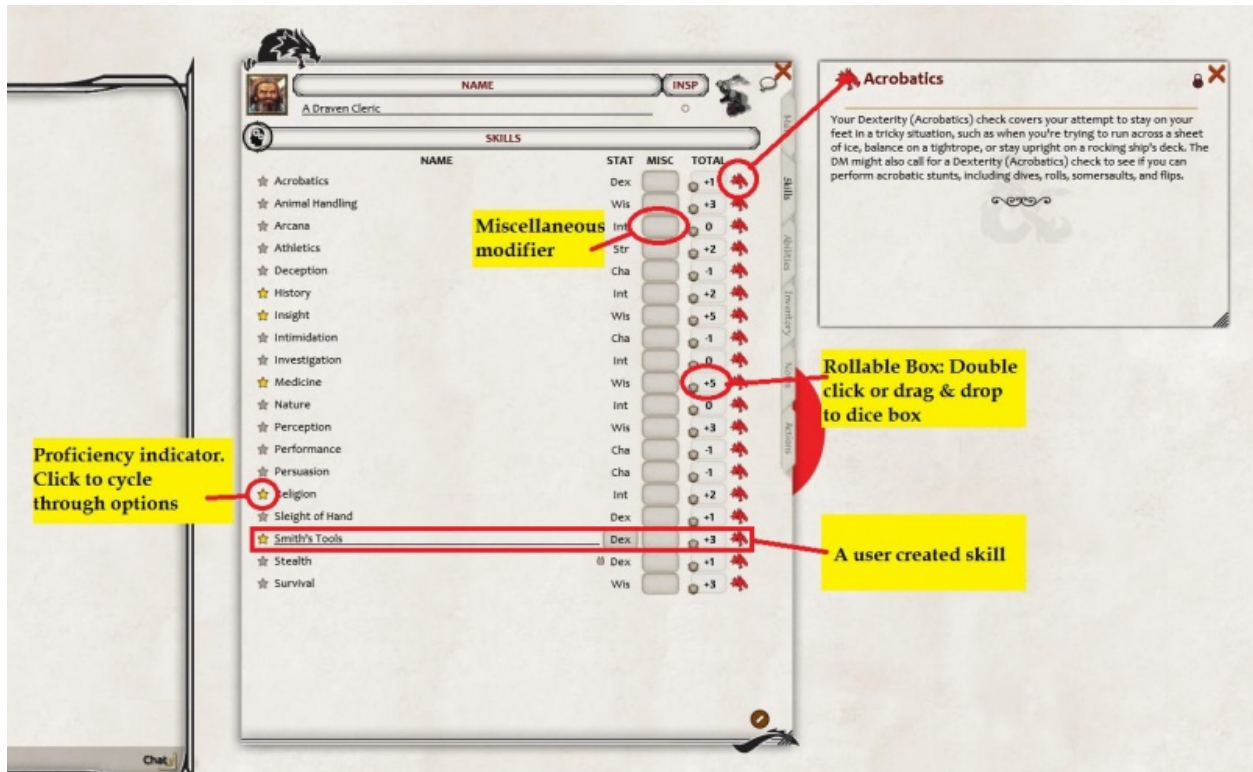 NAME
INSP
A Draven Cleric
SKILLS
NAME STAT MISC TOTAL
Acrobatics Dex +1
Animal Handling Wis +3
Arcana Int 0
Athletics Str +2
Deception Cha -1
History Int +2
Insight Wis +5
Intimidation Cha -1
Investigation Int 0
Medicine Wis +5
Nature Int 0
Perception Wis +3
Performance Cha -1
Persuasion Cha -1
Religion Int +2
Sleight of Hand Dex +1
Smith's Tools Dex +3
Stealth Dex +1
Survival Wis +3
Skills
Abilities
Inventory
Actions
Acrobatics
Your Dexterity (Acrobatics) check covers your attempt to stay on your
feet in a tricky situation, such as when you're trying to run across a sheet
of ice, balance on a tightrope, or stay upright on a rocking ship's deck. The
DM might also call for a Dexterity (Acrobatics) check to see if you can
perform acrobatic stunts, including dives, rolls, somersaults, and flips.
Miscellaneous
modifier
Rollable Box: Double
click or drag & drop
to dice box
Proficiency indicator.
Click to cycle
through options
A user created skill
Chat